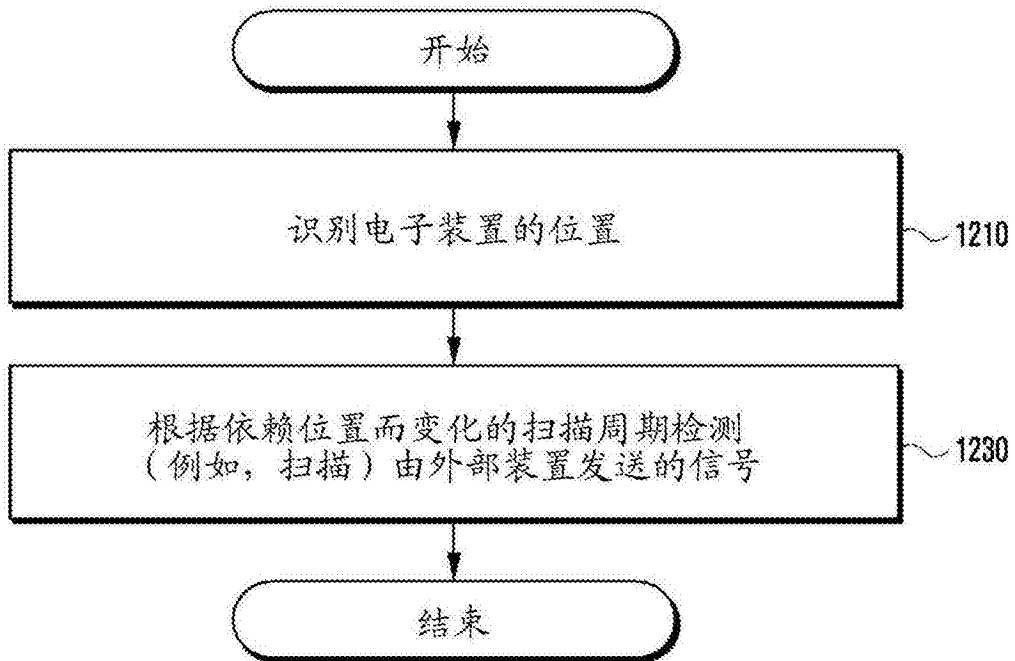 开始
识别电子装置的位置
1210
根据依赖位置而变化的扫描周期检测
(例如,扫描)由外部装置发送的信号
1230
结束